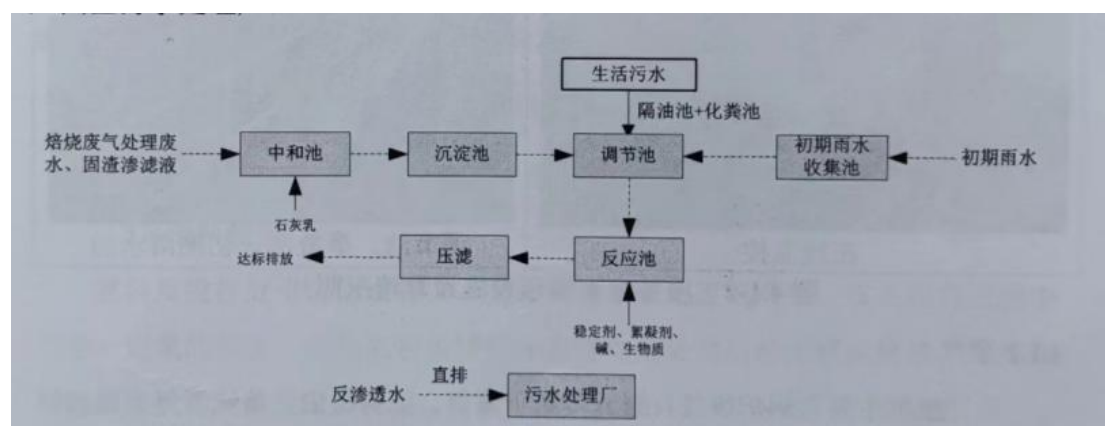 生活污水
隔油池+化粪池
焙烧废气处理废
水、固渣渗滤液
中和池
沉淀池
调节池
初期雨水
收集池
初期雨水
石灰乳
达标排放
压滤
反应池
稳定剂、絮凝剂、
碱、生物质
反渗透水
直排
污水处理厂